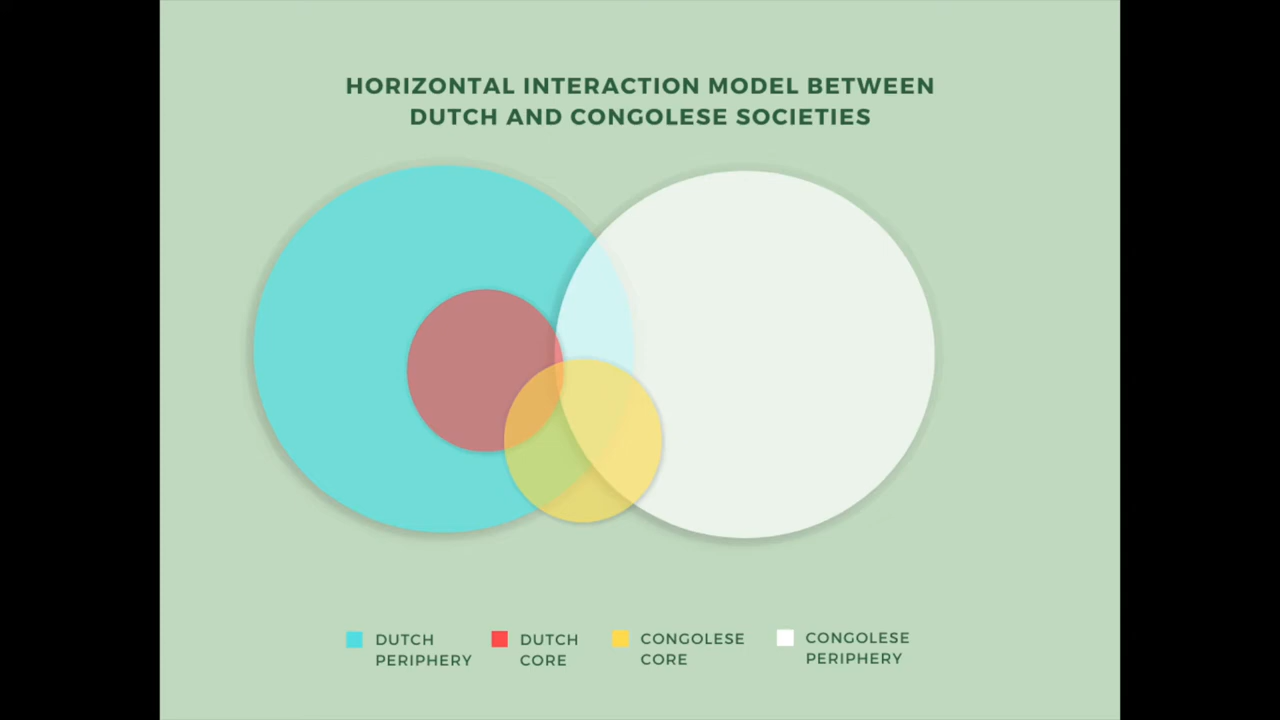 HORIZONTAL INTERACTION MODEL BETWEEN
DUTCH AND CONGOLESE SOCIETIES
DUTCH
PERIPHERY
DUTCH
CORE
CONGOLESE
CORE
CONGOLESE
PERIPHERY